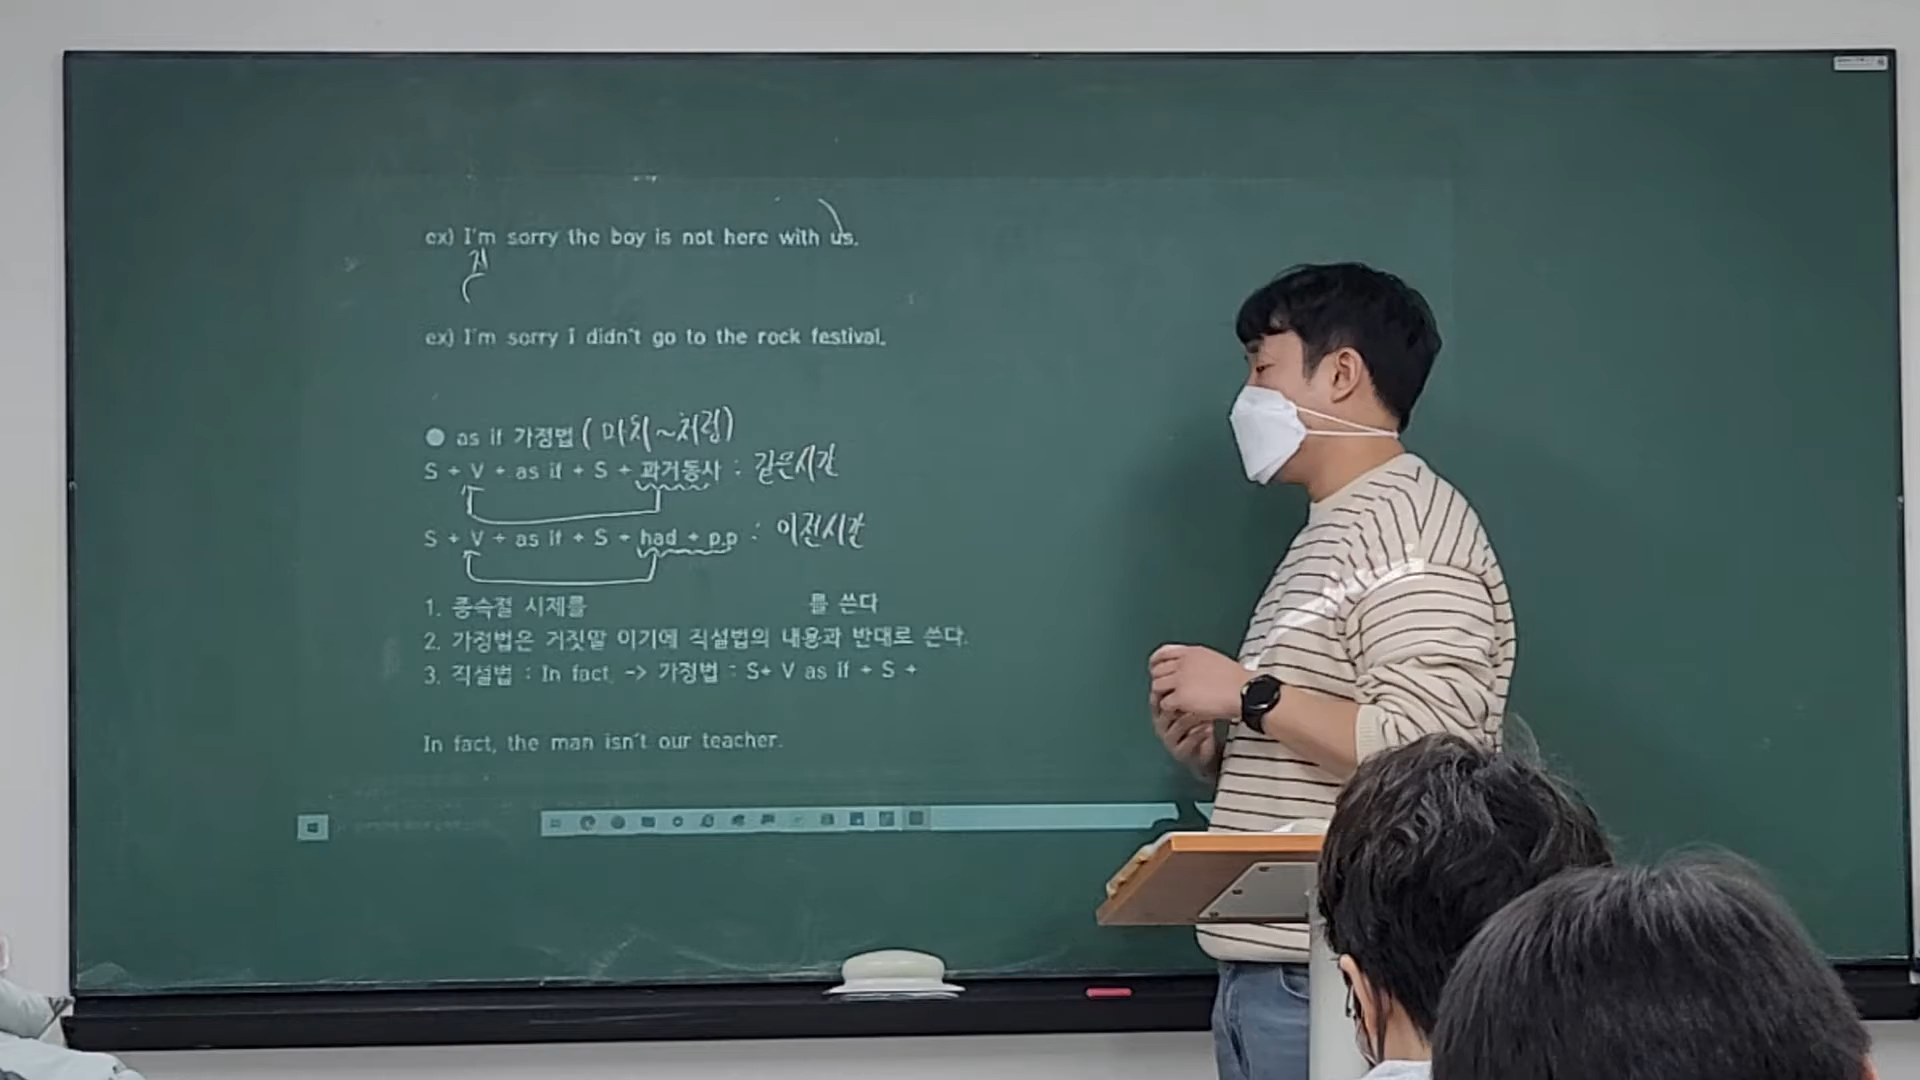 ex) I'm sorry the boy is not here with us.
ex) I'm sorry I didn't go to the rock festival.
● as if 가정법 (마치~처럼)
S + V + as if + S + 과거동사 : 같은시간
S + V + as if + S + had + p.p : 이전시간
1. 종속절 시제를 를 쓴다
2. 가정법은 거짓말 이기에 직설법의 내용과 반대로 쓴다.
3. 직설법 : In fact, -> 가정법 : S+ V as if + S +
In fact, the man isn't our teacher.